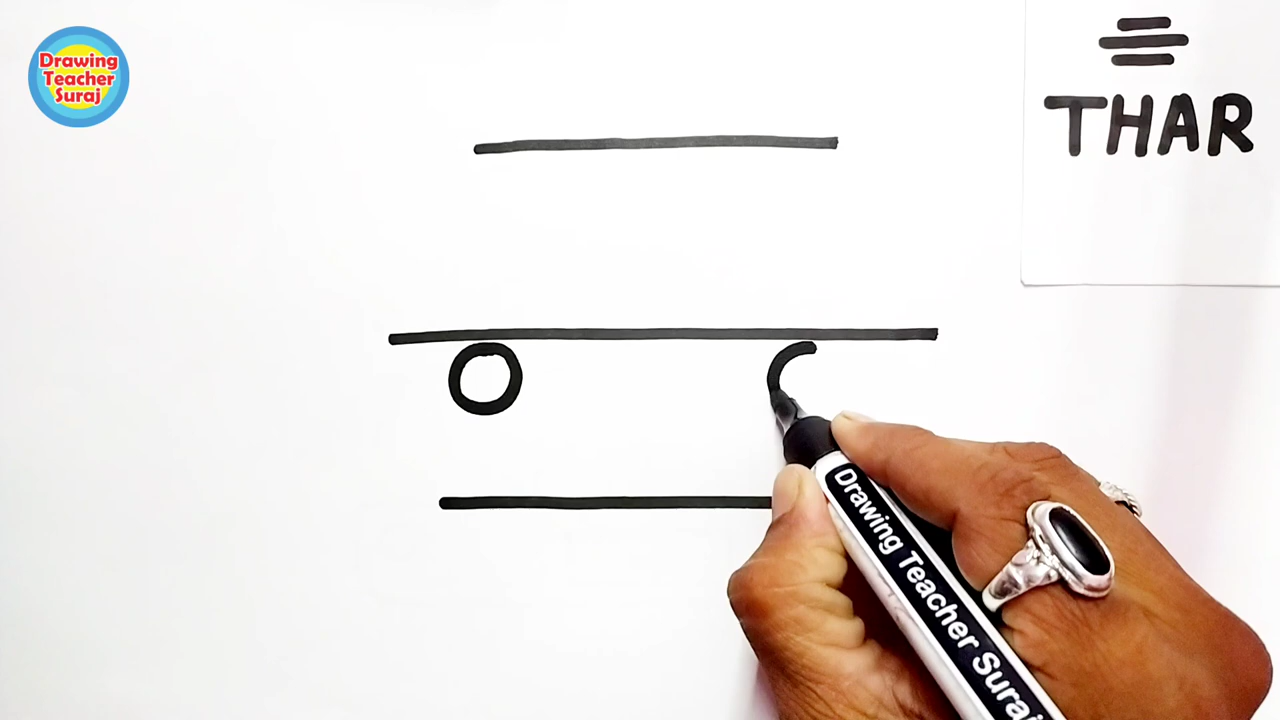 Drawing
Teacher
Suraj
THAR
Drawing Teacher Suraj